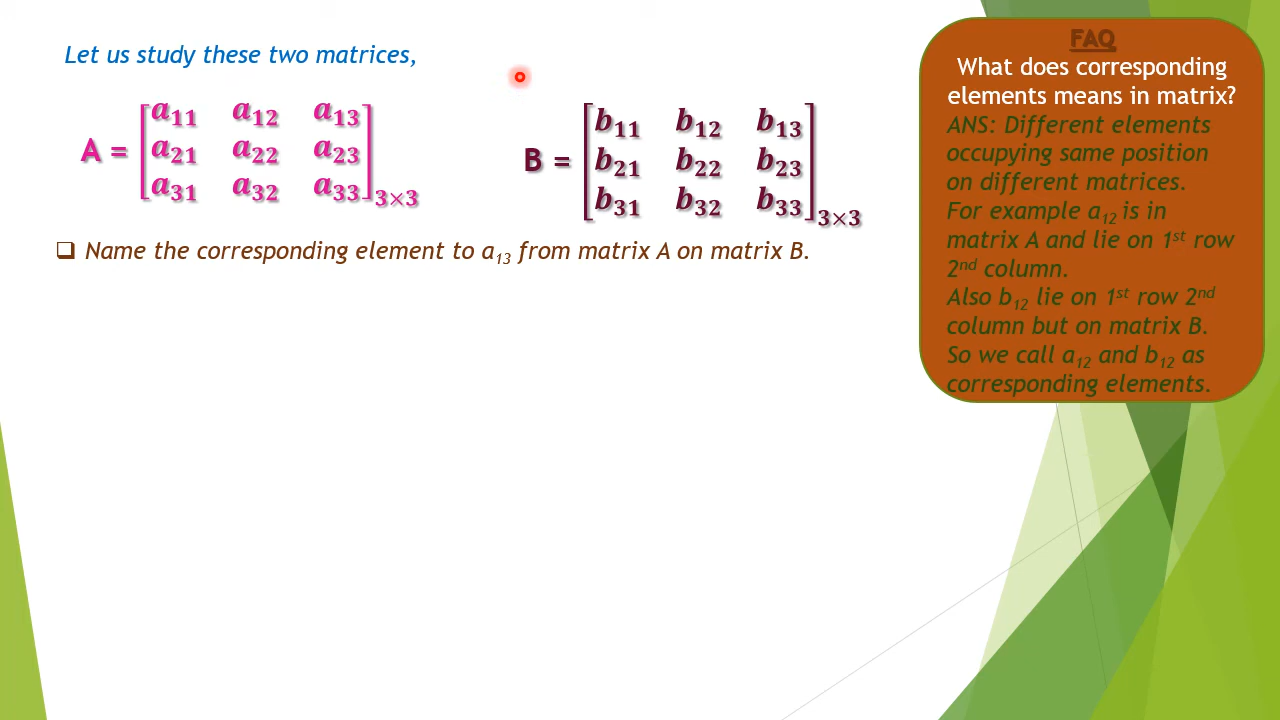 Let us study these two matrices,
A = [a₁₁ a₁₂ a₁₃
a₂₁ a₂₂ a₂₃
a₃₁ a₃₂ a₃₃]₃ₓ₃
B = [b₁₁ b₁₂ b₁₃
b₂₁ b₂₂ b₂₃
b₃₁ b₃₂ b₃₃]₃ₓ₃
❑ Name the corresponding element to a₁₃ from matrix A on matrix B.
FAQ
What does corresponding
elements means in matrix?
ANS: Different elements
occupying same position
on different matrices.
For example a₁₂ is in
matrix A and lie on 1ˢᵗ row
2ⁿᵈ column.
Also b₁₂ lie on 1ˢᵗ row 2ⁿᵈ
column but on matrix B.
So we call a₁₂ and b₁₂ as
corresponding elements.